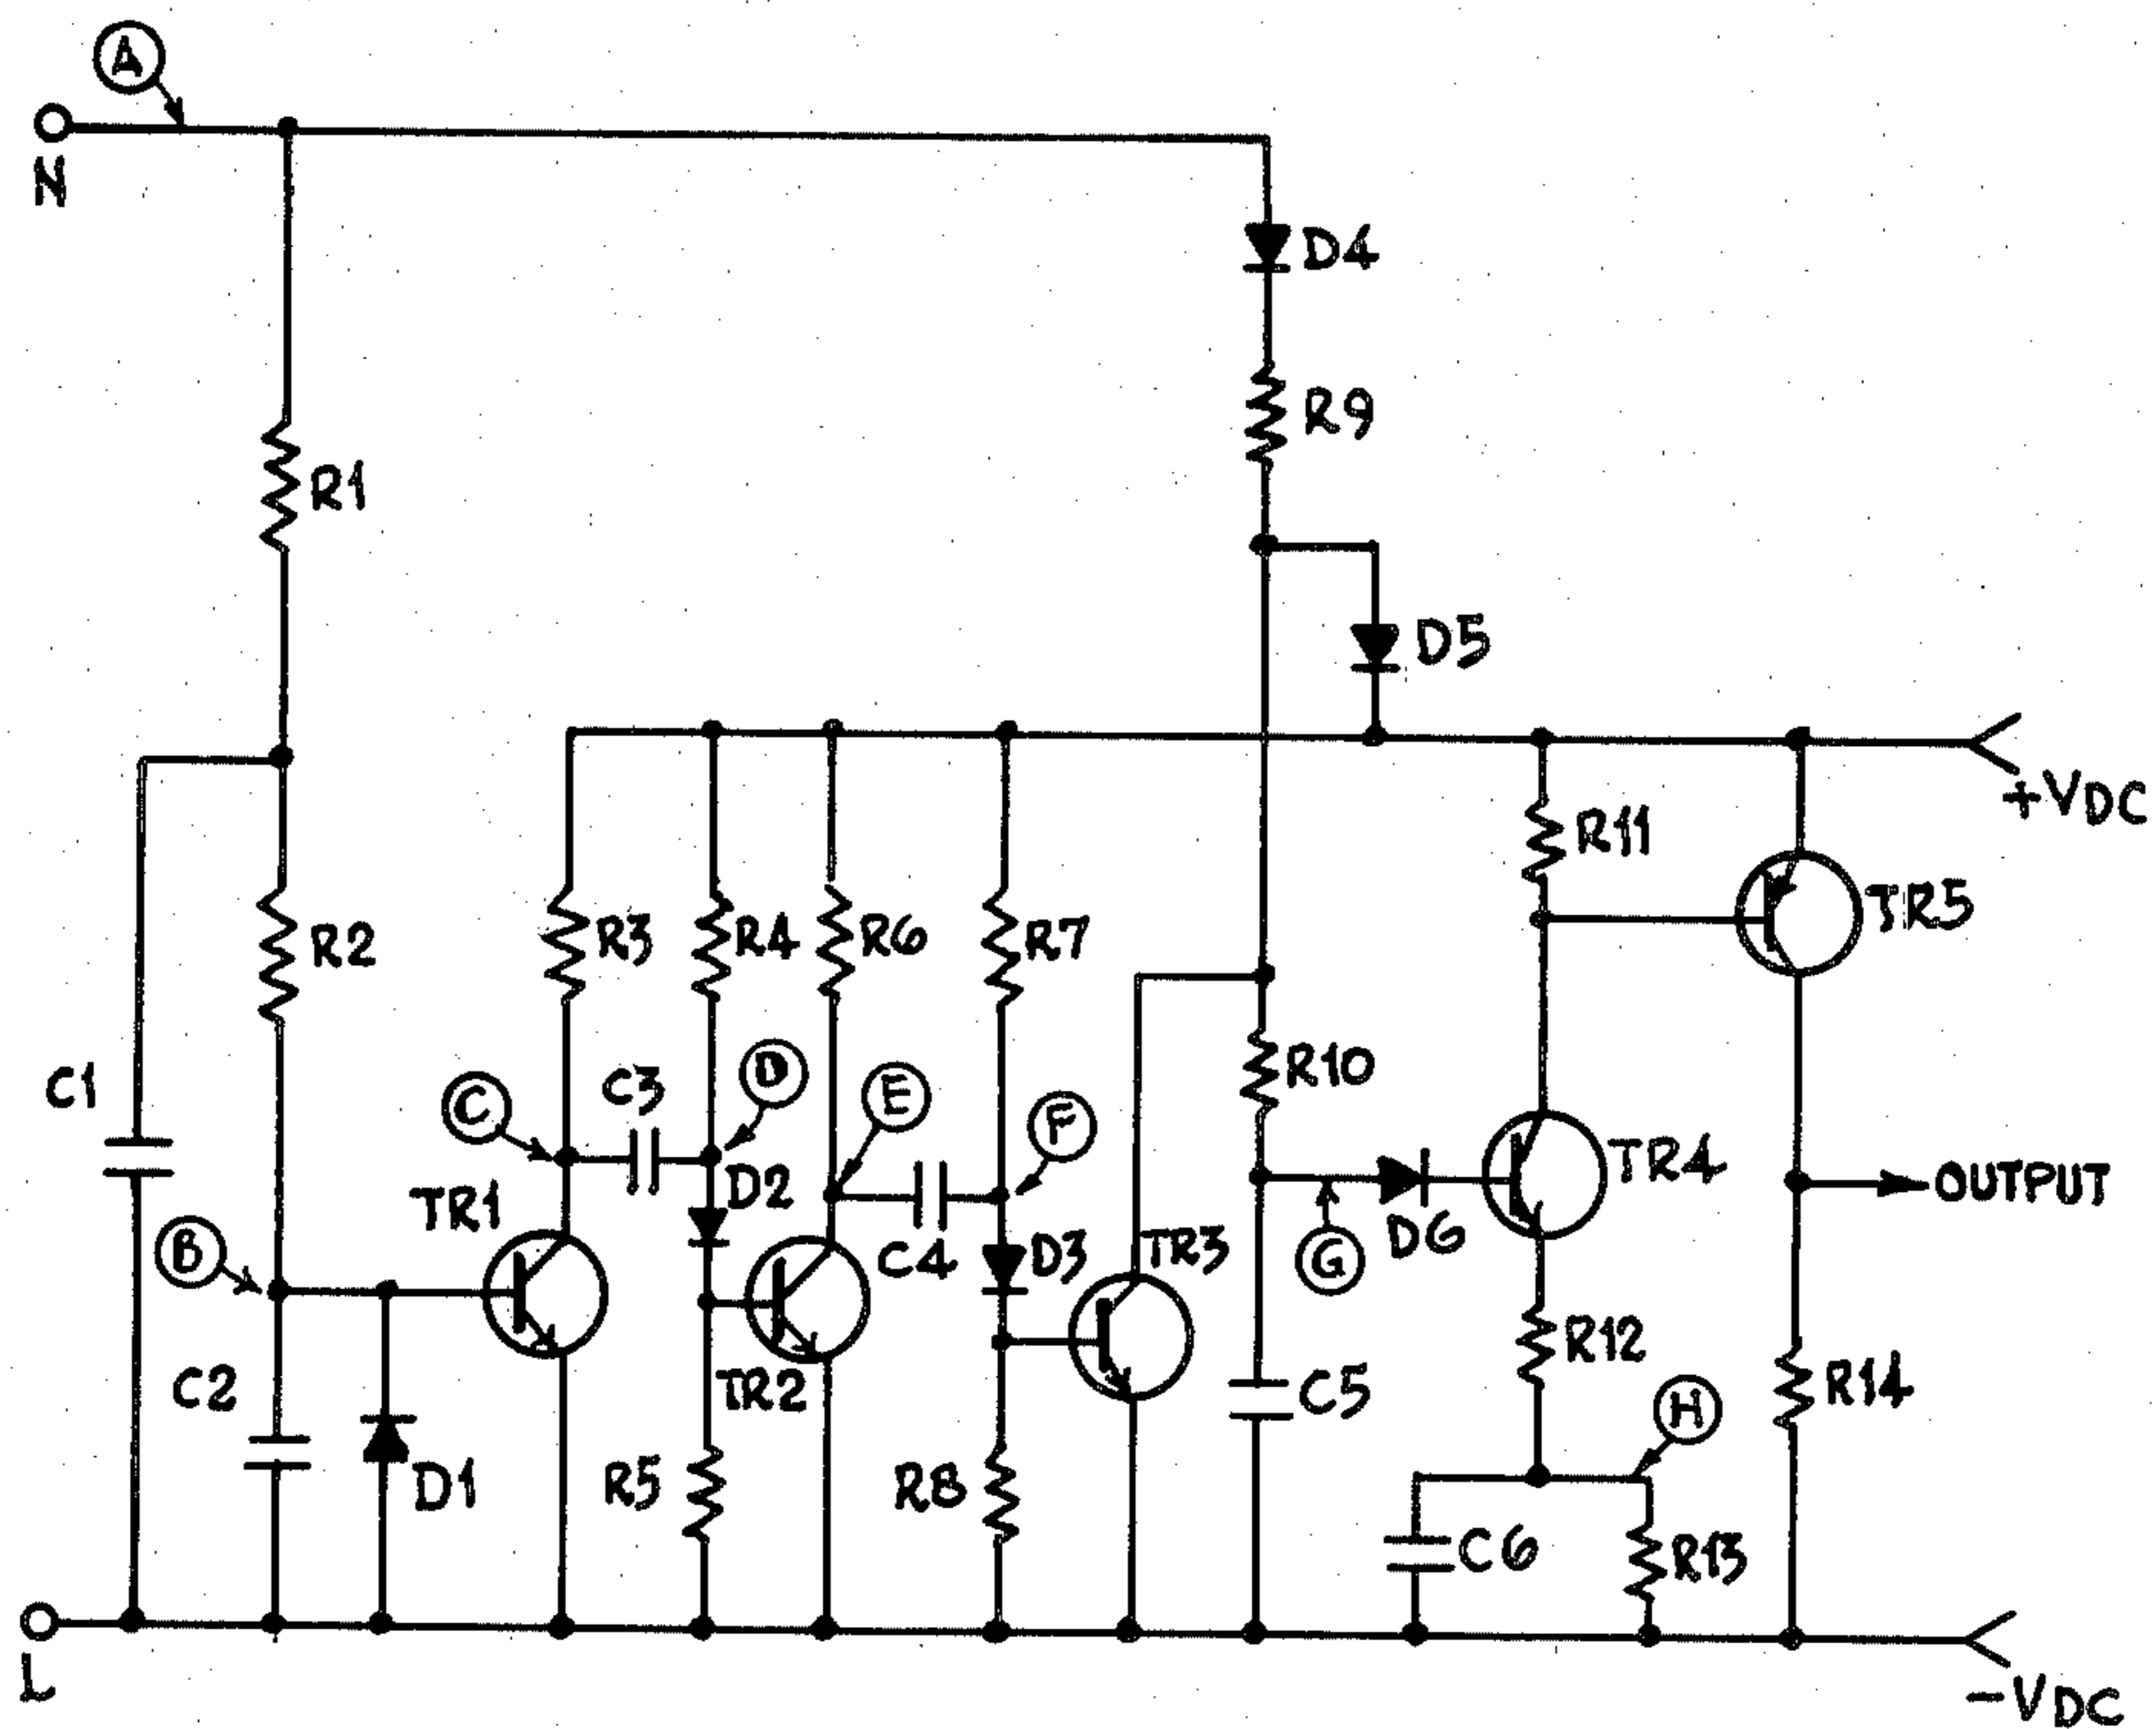 A
N
D4
R9
R1
D5
+VDC
R11
TR5
R2
R3
R4
R6
R7
R10
C1
C
C3
D
E
F
TR4
OUTPUT
TR1
D2
B
C4
D3
TR3
G
D6
R12
C2
TR2
C5
R14
H
D1
R5
R8
C6
R13
L
-VDC